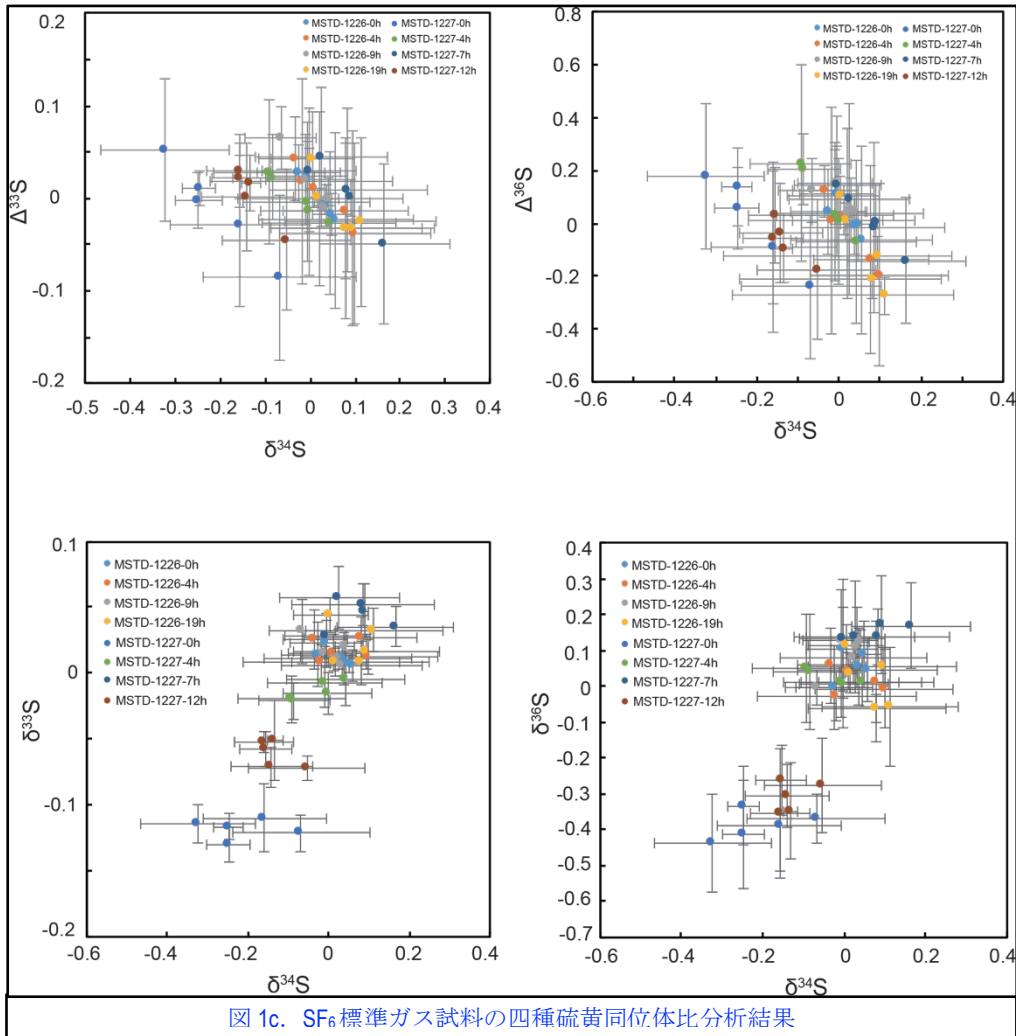 0.2
0.1
0
-0.1
-0.2
Δ³³S
-0.5 -0.4 -0.3 -0.2 -0.1 0 0.1 0.2 0.3 0.4
δ³⁴S
MSTD-1226-0h MSTD-1227-0h
MSTD-1226-4h MSTD-1227-4h
MSTD-1226-9h MSTD-1227-7h
MSTD-1226-19h MSTD-1227-12h
0.8
0.6
0.4
0.2
0
-0.2
-0.4
-0.6
Δ³⁶S
-0.6 -0.4 -0.2 0 0.2 0.4
δ³⁴S
MSTD-1226-0h MSTD-1227-0h
MSTD-1226-4h MSTD-1227-4h
MSTD-1226-9h MSTD-1227-7h
MSTD-1226-19h MSTD-1227-12h
0.1
0
-0.1
-0.2
δ³³S
-0.6 -0.4 -0.2 0 0.2 0.4
δ³⁴S
MSTD-1226-0h
MSTD-1226-4h
MSTD-1226-9h
MSTD-1226-19h
MSTD-1227-0h
MSTD-1227-4h
MSTD-1227-7h
MSTD-1227-12h
0.4
0.3
0.2
0.1
0
-0.1
-0.2
-0.3
-0.4
-0.5
-0.6
-0.7
δ³⁶S
-0.6 -0.4 -0.2 0 0.2 0.4
δ³⁴S
MSTD-1226-0h
MSTD-1226-4h
MSTD-1226-9h
MSTD-1226-19h
MSTD-1227-0h
MSTD-1227-4h
MSTD-1227-7h
MSTD-1227-12h
図 1c. SF₆標準ガス試料の四種硫黄同位体比分析結果